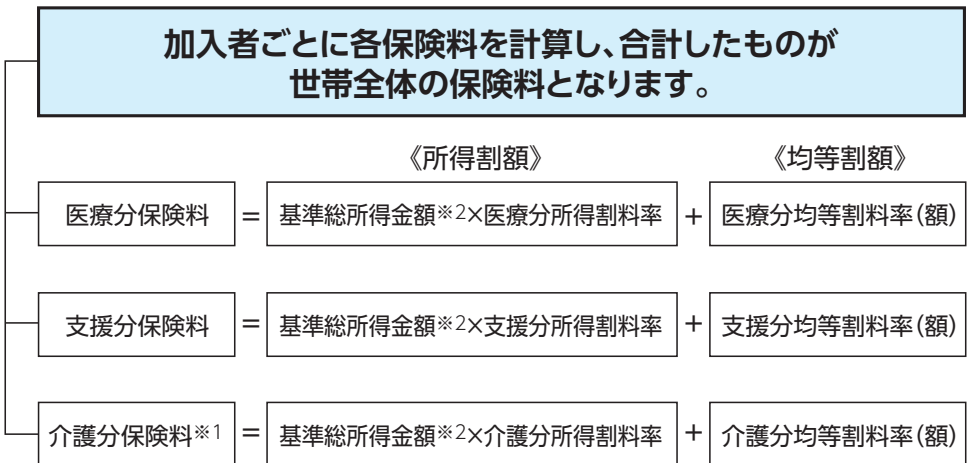 加入者ごとに各保険料を計算し、合計したものが
世帯全体の保険料となります。
《所得割額》 《均等割額》
医療分保険料 = 基準総所得金額※2×医療分所得割料率 + 医療分均等割料率(額)
支援分保険料 = 基準総所得金額※2×支援分所得割料率 + 支援分均等割料率(額)
介護分保険料※1 = 基準総所得金額※2×介護分所得割料率 + 介護分均等割料率(額)